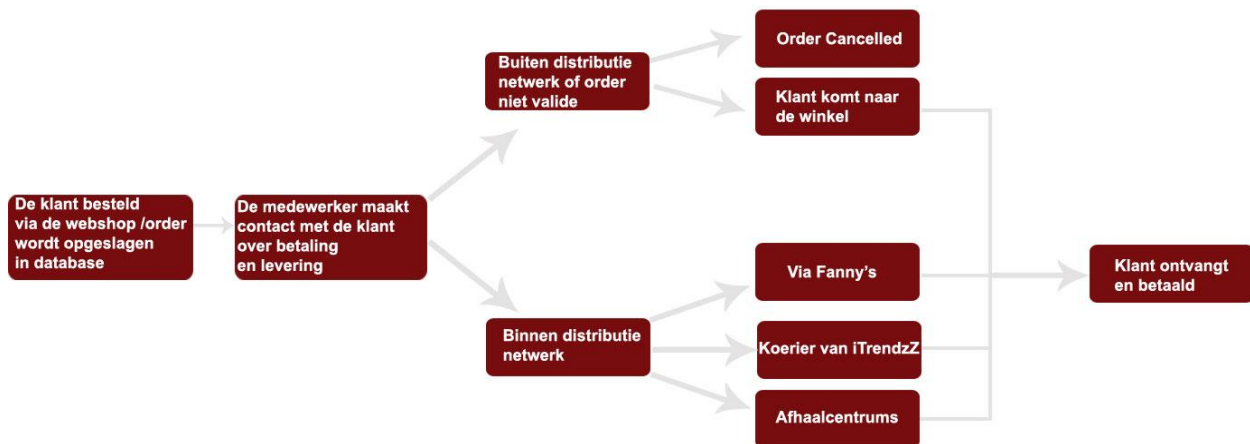 De klant besteld
via de webshop /order
wordt opgeslagen
in database
De medewerker maakt
contact met de klant
over betaling
en levering
Buiten distributie
netwerk of order
niet valide
Order Cancelled
Klant komt naar
de winkel
Binnen distributie
netwerk
Via Fanny's
Koerier van iTrendzZ
Afhaalcentrums
Klant ontvangt
en betaald